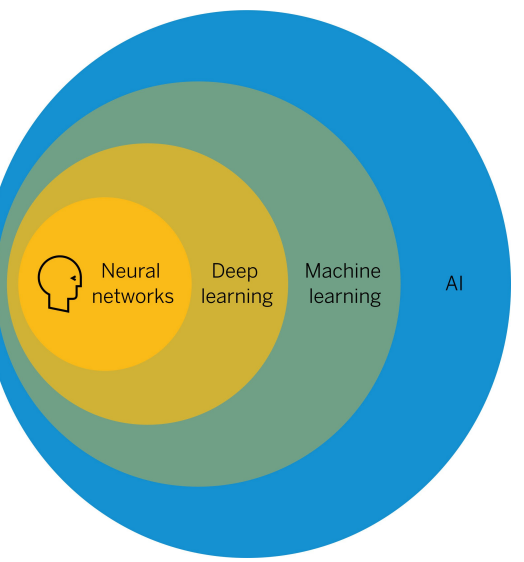 Neural
networks
Deep
learning
Machine
learning
AI